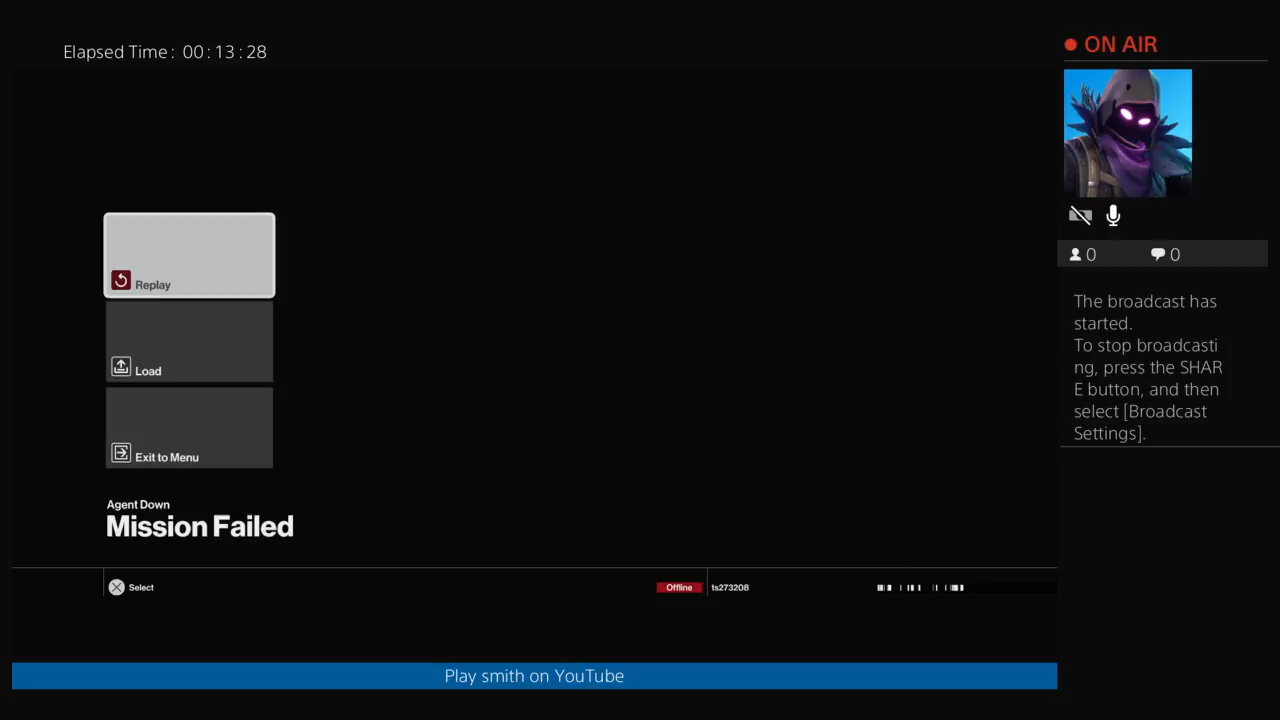 Elapsed Time: 00:13:28
ON AIR
0
0
The broadcast has
started.
To stop broadcasti
ng, press the SHAR
E button, and then
select [Broadcast
Settings].
Replay
Load
Exit to Menu
Agent Down
Mission Failed
Select
Offline
ts273208
Play smith on YouTube